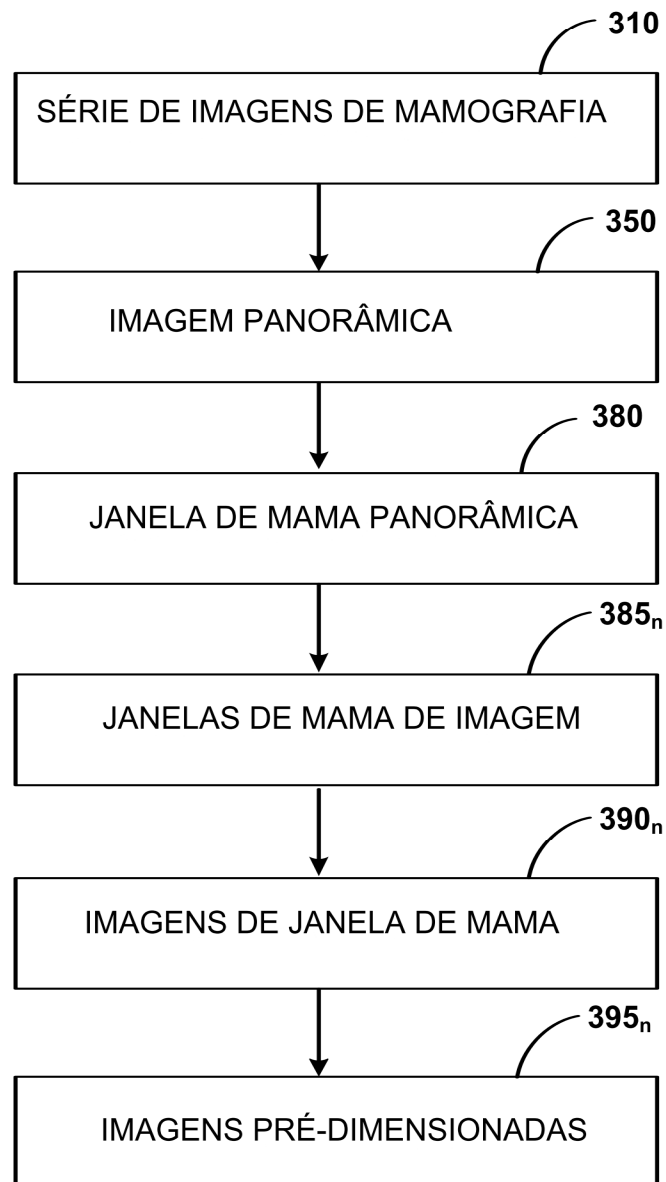 310
SÉRIE DE IMAGENS DE MAMOGRAFIA
350
IMAGEM PANORÂMICA
380
JANELA DE MAMA PANORÂMICA
385n
JANELAS DE MAMA DE IMAGEM
390n
IMAGENS DE JANELA DE MAMA
395n
IMAGENS PRÉ-DIMENSIONADAS